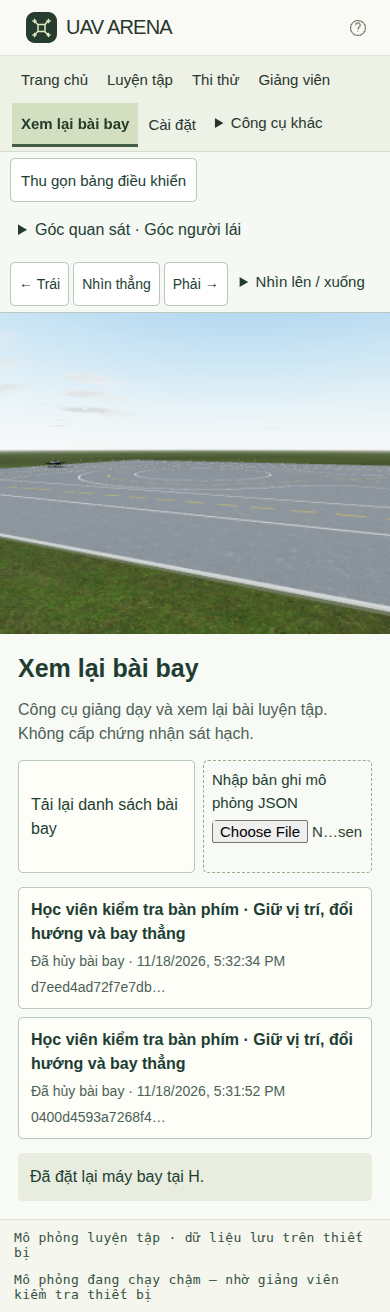 UAV ARENA
Trang chủ Luyện tập Thi thử Giảng viên
Xem lại bài bay Cài đặt ▶ Công cụ khác
Thu gọn bảng điều khiển
▶ Góc quan sát · Góc người lái
← Trái Nhìn thẳng Phải → ▶ Nhìn lên / xuống
Xem lại bài bay
Công cụ giảng dạy và xem lại bài luyện tập.
Không cấp chứng nhận sát hạch.
Tải lại danh sách bài
bay
Nhập bản ghi mô
phỏng JSON
Choose File N…sen
Học viên kiểm tra bàn phím · Giữ vị trí, đổi
hướng và bay thẳng
Đã hủy bài bay · 11/18/2026, 5:32:34 PM
d7eed4ad72f7e7db…
Học viên kiểm tra bàn phím · Giữ vị trí, đổi
hướng và bay thẳng
Đã hủy bài bay · 11/18/2026, 5:31:52 PM
0400d4593a7268f4…
Đã đặt lại máy bay tại H.
Mô phỏng luyện tập · dữ liệu lưu trên thiết
bị
Mô phỏng đang chạy chậm — nhờ giảng viên
kiểm tra thiết bị